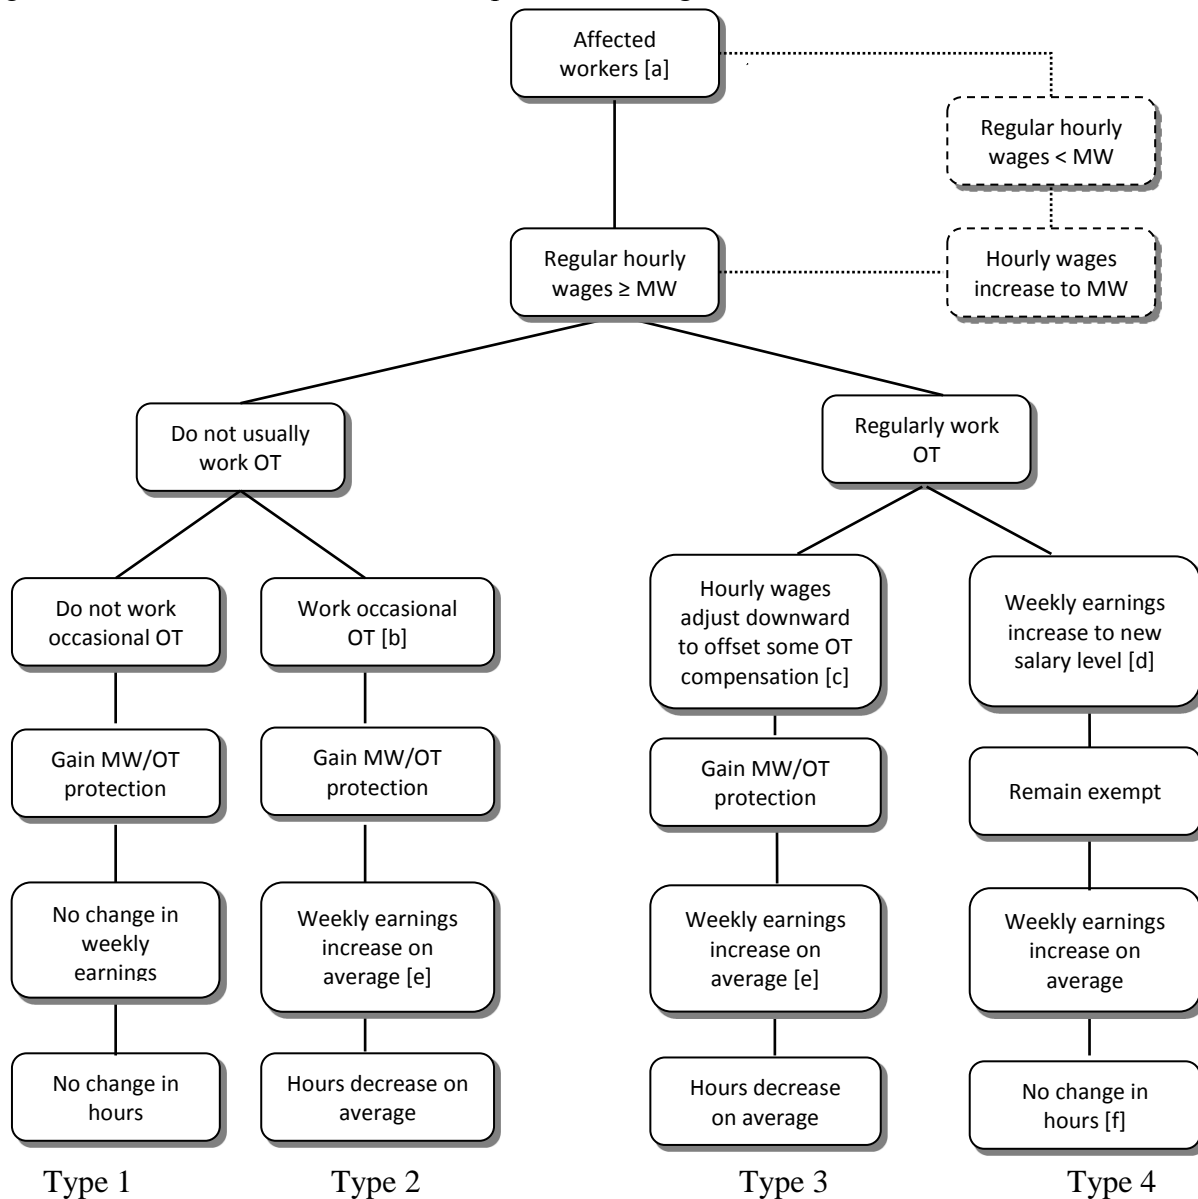 Affected
workers [a]
Regular hourly
wages < MW
Regular hourly
wages ≥ MW
Hourly wages
increase to MW
Do not usually
work OT
Regularly work
OT
Do not work
occasional OT
Work occasional
OT [b]
Hourly wages
adjust downward
to offset some OT
compensation [c]
Weekly earnings
increase to new
salary level [d]
Gain MW/OT
protection
Gain MW/OT
protection
Gain MW/OT
protection
Remain exempt
No change in
weekly
earnings
Weekly earnings
increase on
average [e]
Weekly earnings
increase on
average [e]
Weekly earnings
increase on
average
No change in
hours
Hours decrease on
average
Hours decrease
on average
No change in
hours [f]
Type 1
Type 2
Type 3
Type 4